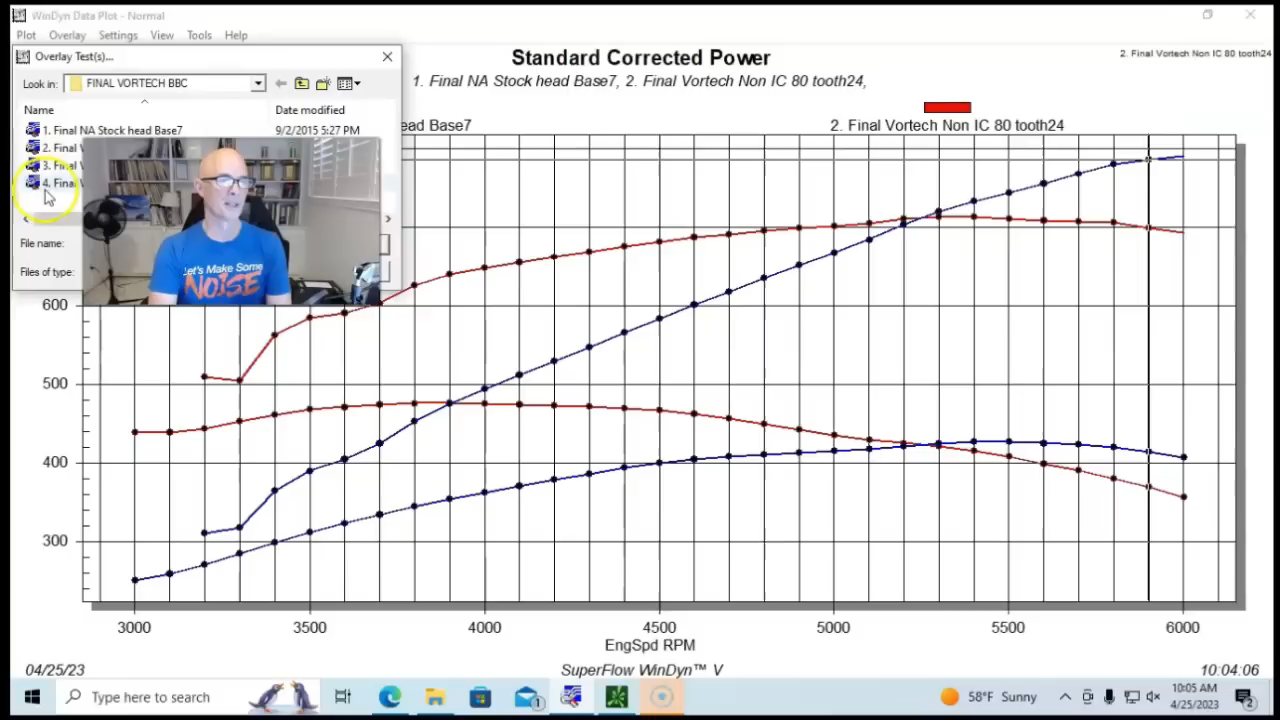 WinDyn Data Plot - Normal
Plot Overlay Settings View Tools Help
Overlay Test(s)...
Look in: FINAL VORTECH BBC
Name Date modified
1. Final NA Stock head Base7 9/2/2015 5:27 PM
2. Final V
3. Final V
4. Final V
File name:
Files of type:
Let's Make Some
NOISE
Standard Corrected Power
2. Final Vortech Non IC 80 tooth24
1. Final NA Stock head Base7, 2. Final Vortech Non IC 80 tooth24,
ead Base7
2. Final Vortech Non IC 80 tooth24
600
500
400
300
3000 3500 4000 4500 5000 5500 6000
EngSpd RPM
04/25/23 SuperFlow WinDyn™ V 10:04:06
Type here to search
1
58°F Sunny
10:05 AM
4/25/2023
2